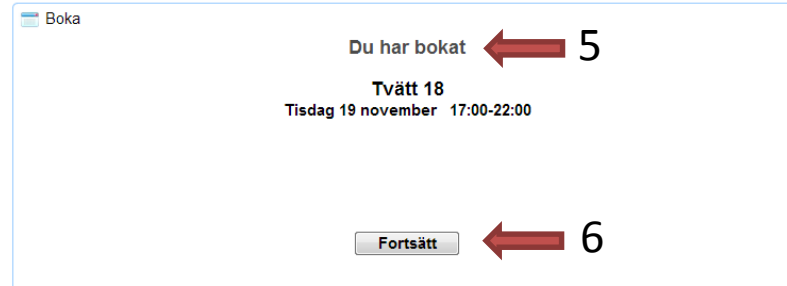 Boka
Du har bokat 5
Tvätt 18
Tisdag 19 november 17:00-22:00
Fortsätt 6